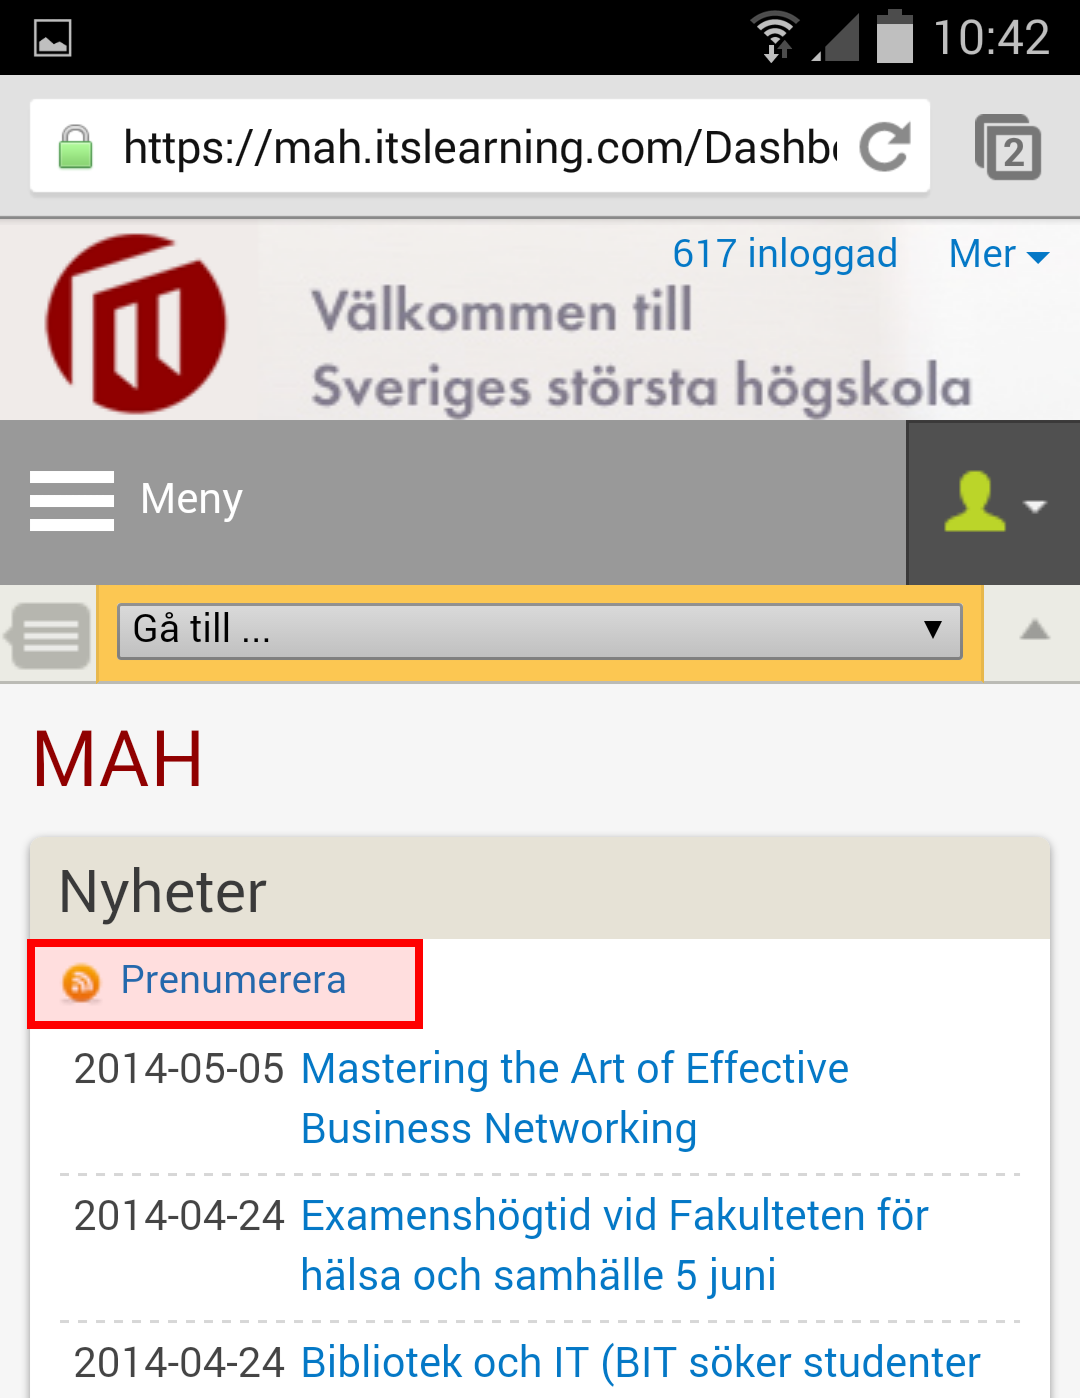 10:42
https://mah.itslearning.com/Dashbo
2
617 inloggad Mer
Välkommen till
Sveriges största högskola
Meny
Gå till ...
MAH
Nyheter
Prenumerera
2014-05-05 Mastering the Art of Effective
Business Networking
2014-04-24 Examenshögtid vid Fakulteten för
hälsa och samhälle 5 juni
2014-04-24 Bibliotek och IT (BIT söker studenter